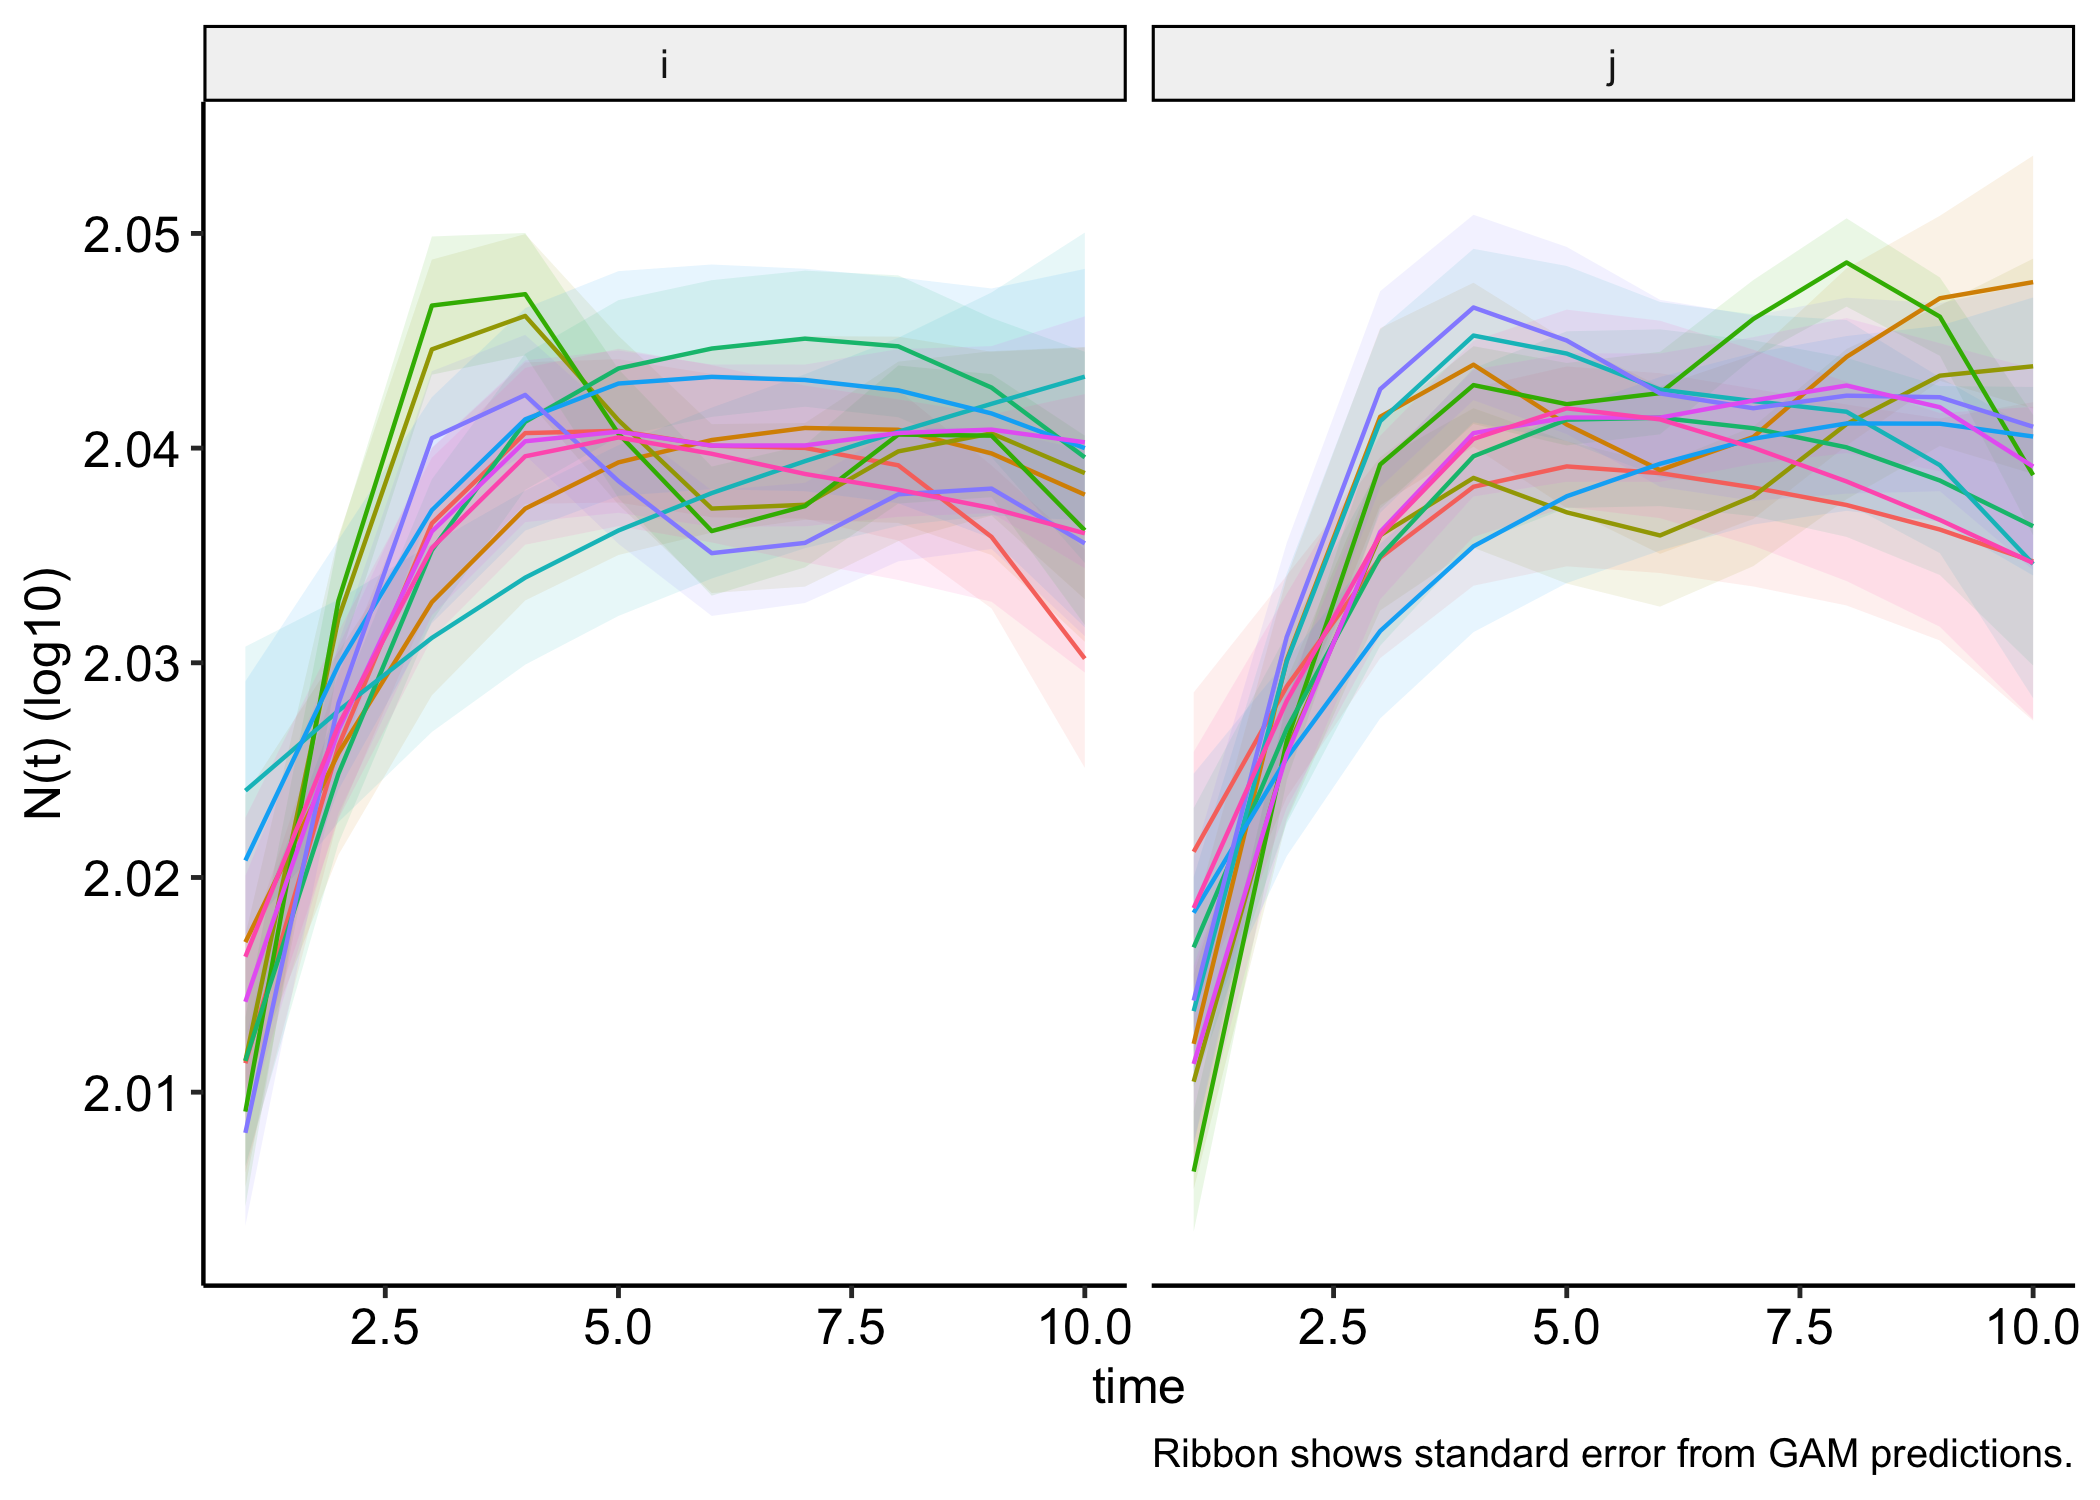 i
j
N(t) (log10)
2.05
2.04
2.03
2.02
2.01
2.5 5.0 7.5 10.0 2.5 5.0 7.5 10.0
time
Ribbon shows standard error from GAM predictions.